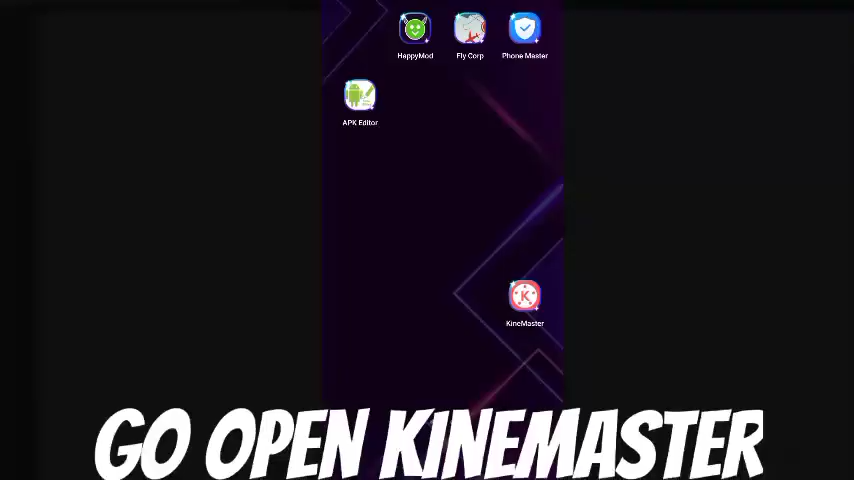 HappyMod
Fly Corp
Phone Master
APK Editor
K
KineMaster
GO OPEN KINEMASTER